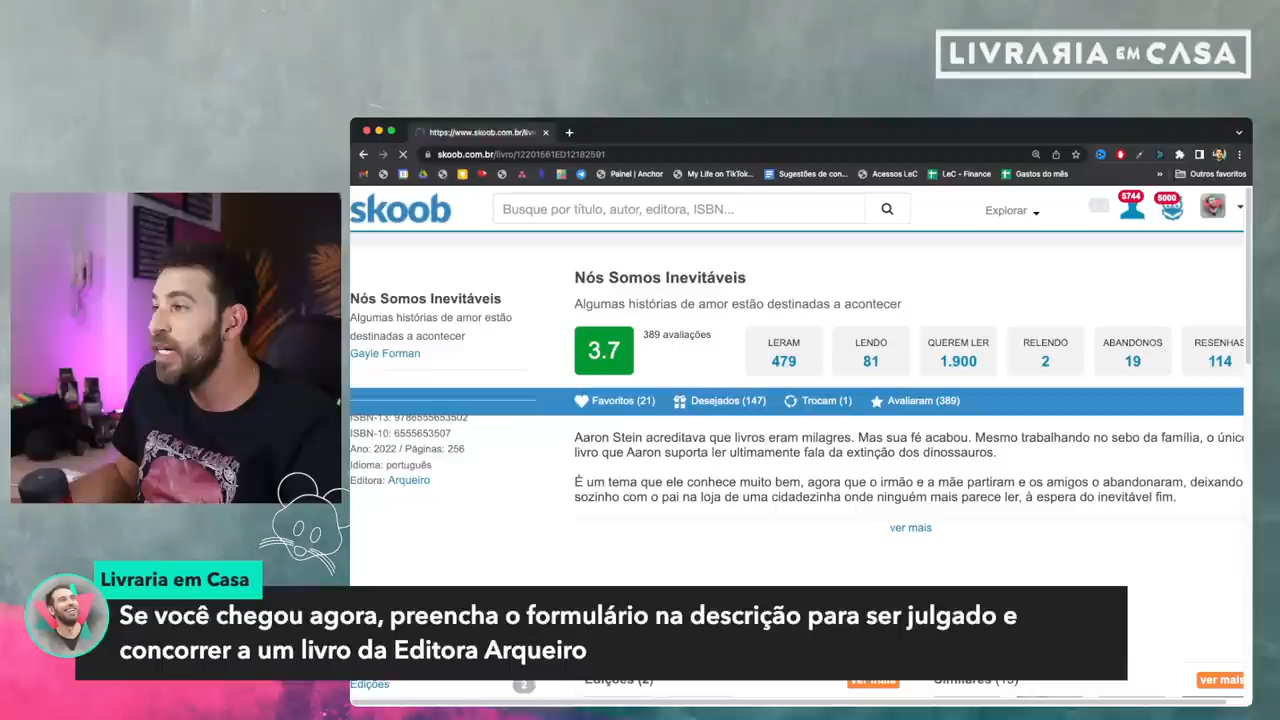 LIVRARIA EM CASA
https://www.skoob.com.br/livr
skoob.com.br/livro/12201561ED12182591
Painel | Anchor
My Life on TikTok...
Sugestões de con...
Acessos LeC
LeC - Finance
Gastos do mês
»
Outros favoritos
skoob
Busque por título, autor, editora, ISBN...
Explorar
5744
5000
Nós Somos Inevitáveis
Algumas histórias de amor estão
destinadas a acontecer
Gayle Forman
ISBN-13: 9786555653502
ISBN-10: 6555653507
Ano: 2022 / Páginas: 256
Idioma: português
Editora: Arqueiro
Nós Somos Inevitáveis
Algumas histórias de amor estão destinadas a acontecer
3.7
389 avaliações
LERAM
479
LENDO
81
QUEREM LER
1.900
RELENDO
2
ABANDONOS
19
RESENHAS
114
Favoritos (21)
Desejados (147)
Trocam (1)
Avaliaram (389)
Aaron Stein acreditava que livros eram milagres. Mas sua fé acabou. Mesmo trabalhando no sebo da família, o únic
livro que Aaron suporta ler ultimamente fala da extinção dos dinossauros.
É um tema que ele conhece muito bem, agora que o irmão e a mãe partiram e os amigos o abandonaram, deixando
sozinho com o pai na loja de uma cidadezinha onde ninguém mais parece ler, à espera do inevitável fim.
ver mais
Livraria em Casa
Se você chegou agora, preencha o formulário na descrição para ser julgado e
concorrer a um livro da Editora Arqueiro
Edições
2
Edições (2)
ver mais
ver mais